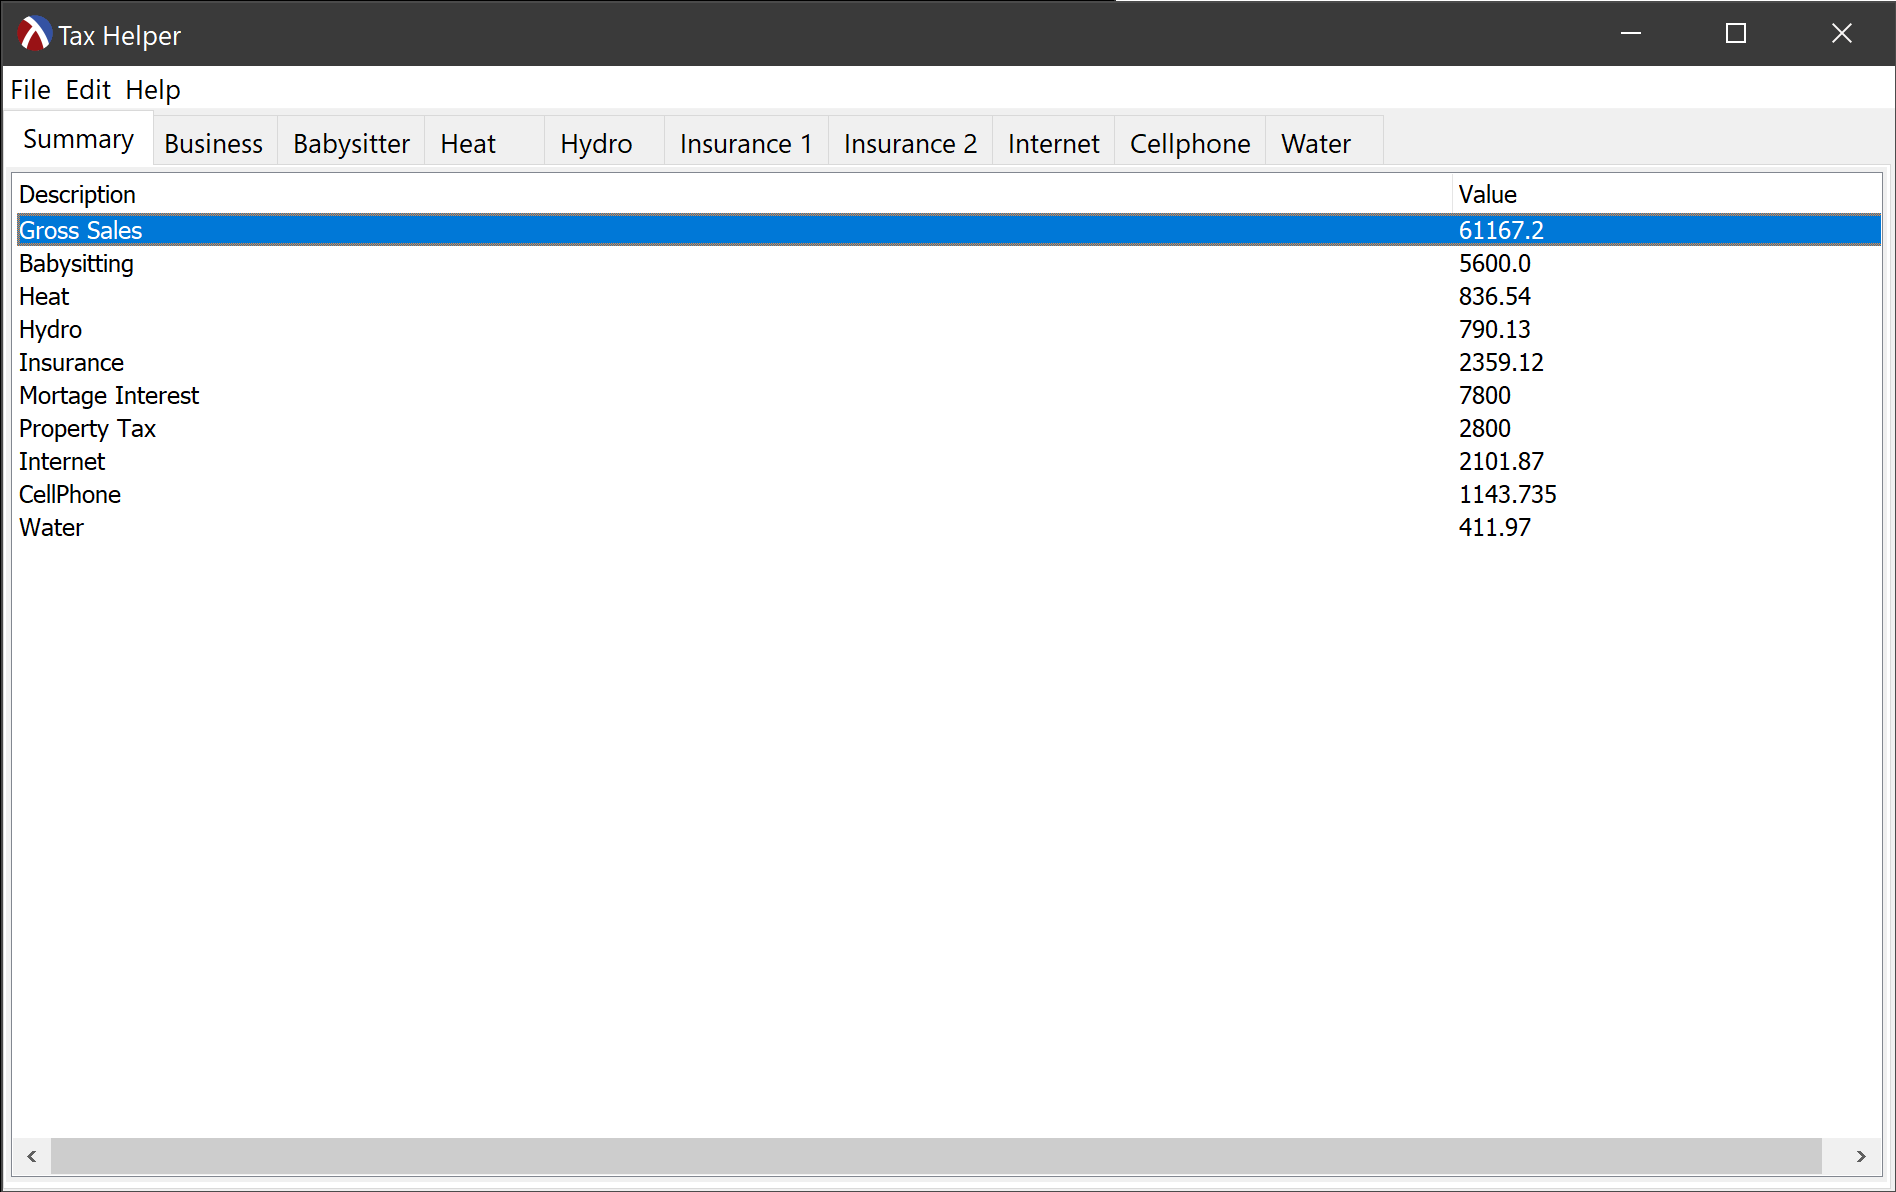 Tax Helper
File Edit Help
Summary Business Babysitter Heat Hydro Insurance 1 Insurance 2 Internet Cellphone Water
Description Value
Gross Sales 61167.2
Babysitting 5600.0
Heat 836.54
Hydro 790.13
Insurance 2359.12
Mortage Interest 7800
Property Tax 2800
Internet 2101.87
CellPhone 1143.735
Water 411.97